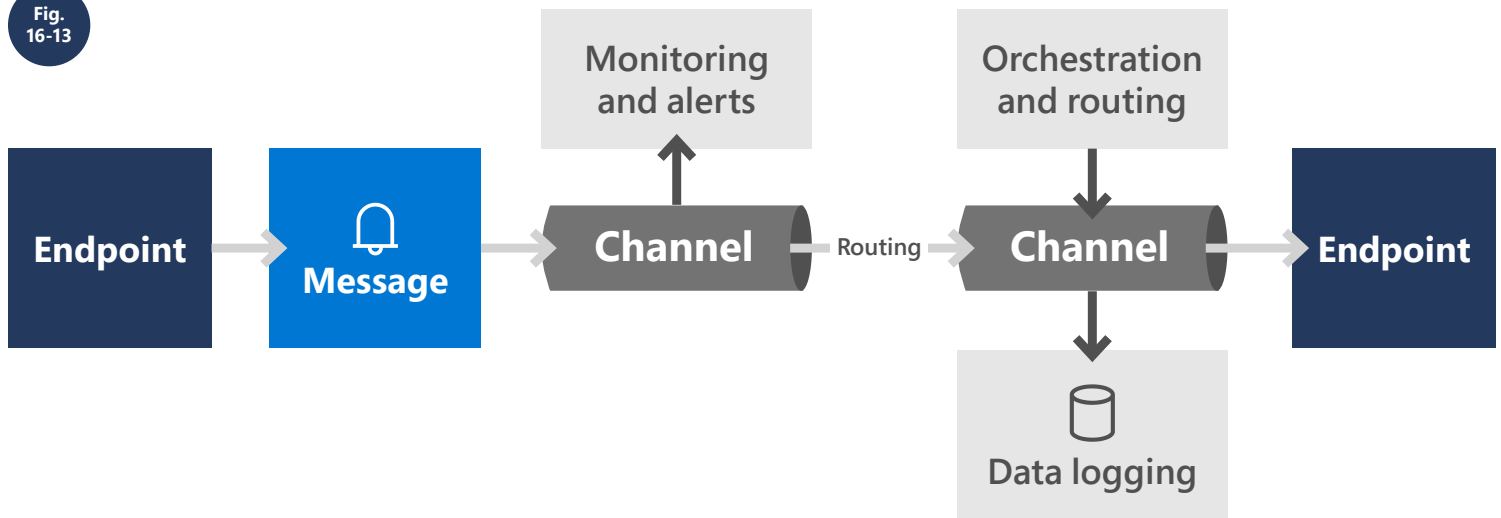 Fig.
16-13
Monitoring
and alerts
Orchestration
and routing
Endpoint
Message
Channel
Routing
Channel
Endpoint
Data logging